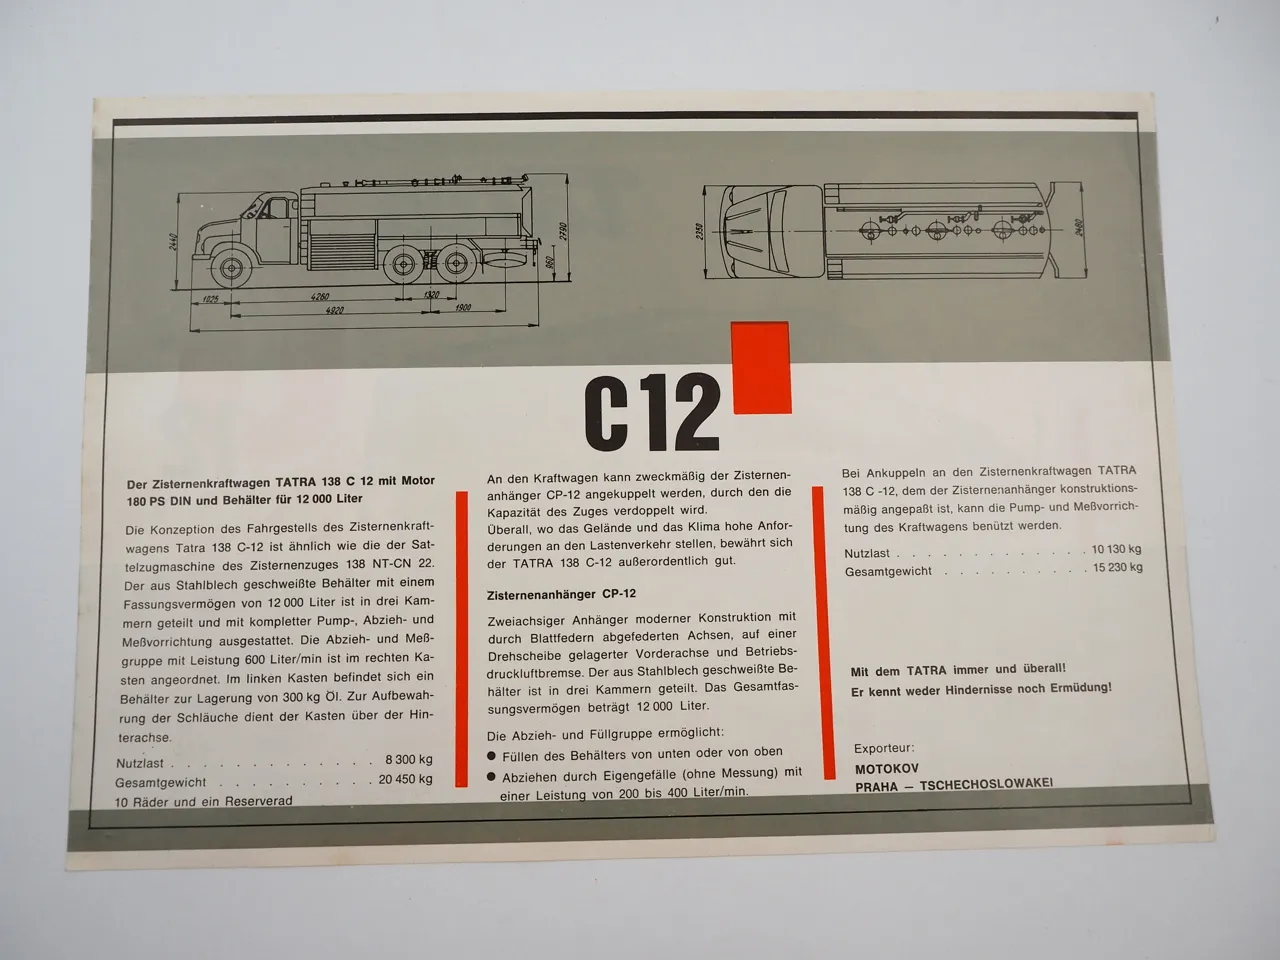 2440
2790
960
1025
4260
1320
4920
1900
2350
2480
C12
Der Zisternenkraftwagen TATRA 138 C 12 mit Motor
180 PS DIN und Behälter für 12 000 Liter
Die Konzeption des Fahrgestells des Zisternenkraft-
wagens Tatra 138 C-12 ist ähnlich wie die der Sat-
telzugmaschine des Zisternenzuges 138 NT-CN 22.
Der aus Stahlblech geschweißte Behälter mit einem
Fassungsvermögen von 12 000 Liter ist in drei Kam-
mern geteilt und mit kompletter Pump-, Abzieh- und
Meßvorrichtung ausgestattet. Die Abzieh- und Meß-
gruppe mit Leistung 600 Liter/min ist im rechten Ka-
sten angeordnet. Im linken Kasten befindet sich ein
Behälter zur Lagerung von 300 kg Öl. Zur Aufbewah-
rung der Schläuche dient der Kasten über der Hin-
terachse.
Nutzlast . . . . . . . . . . . . . 8 300 kg
Gesamtgewicht . . . . . . . . . . 20 450 kg
10 Räder und ein Reserverad
An den Kraftwagen kann zweckmäßig der Zisternen-
anhänger CP-12 angekuppelt werden, durch den die
Kapazität des Zuges verdoppelt wird.
Überall, wo das Gelände und das Klima hohe Anfor-
derungen an den Lastenverkehr stellen, bewährt sich
der TATRA 138 C-12 außerordentlich gut.
Zisternenanhänger CP-12
Zweiachsiger Anhänger moderner Konstruktion mit
durch Blattfedern abgefederten Achsen, auf einer
Drehscheibe gelagerter Vorderachse und Betriebs-
druckluftbremse. Der aus Stahlblech geschweißte Be-
hälter ist in drei Kammern geteilt. Das Gesamtfas-
sungsvermögen beträgt 12 000 Liter.
Die Abzieh- und Füllgruppe ermöglicht:
● Füllen des Behälters von unten oder von oben
● Abziehen durch Eigengefälle (ohne Messung) mit
einer Leistung von 200 bis 400 Liter/min.
Bei Ankuppeln an den Zisternenkraftwagen TATRA
138 C -12, dem der Zisternenanhänger konstruktions-
mäßig angepaßt ist, kann die Pump- und Meßvorrich-
tung des Kraftwagens benützt werden.
Nutzlast . . . . . . . . . . . . . 10 130 kg
Gesamtgewicht . . . . . . . . . . 15 230 kg
Mit dem TATRA immer und überall!
Er kennt weder Hindernisse noch Ermüdung!
Exporteur:
MOTOKOV
PRAHA – TSCHECHOSLOWAKEI